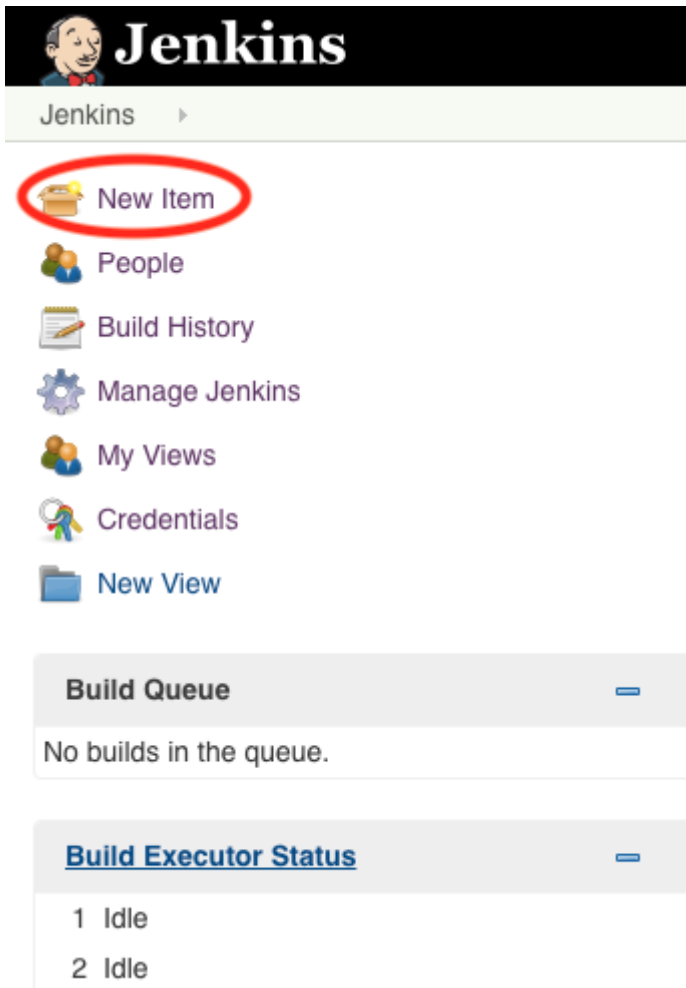 Jenkins
Jenkins
New Item
People
Build History
Manage Jenkins
My Views
Credentials
New View
Build Queue
No builds in the queue.
Build Executor Status
1 Idle
2 Idle